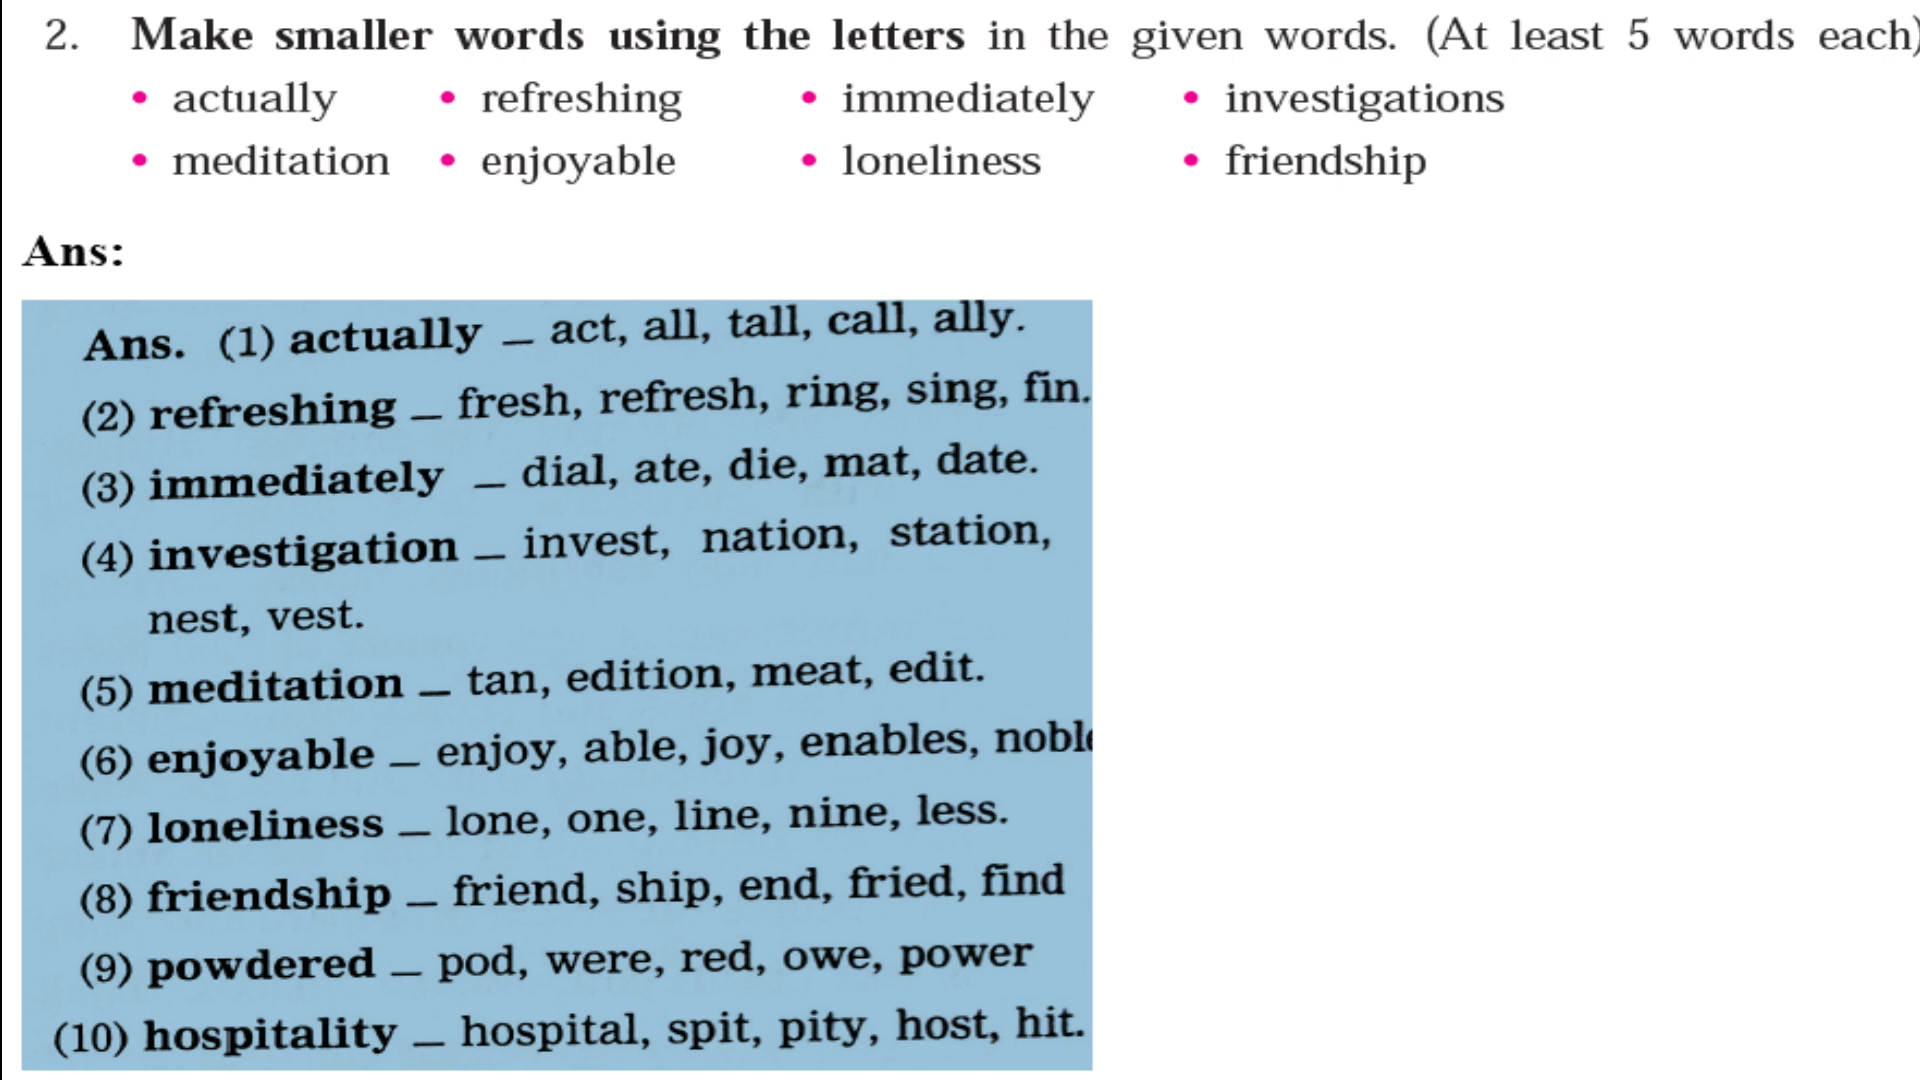 2. Make smaller words using the letters in the given words. (At least 5 words each)
• actually • refreshing • immediately • investigations
• meditation • enjoyable • loneliness • friendship
Ans:
Ans. (1) actually – act, all, tall, call, ally.
(2) refreshing – fresh, refresh, ring, sing, fin.
(3) immediately – dial, ate, die, mat, date.
(4) investigation – invest, nation, station,
nest, vest.
(5) meditation – tan, edition, meat, edit.
(6) enjoyable – enjoy, able, joy, enables, noble
(7) loneliness – lone, one, line, nine, less.
(8) friendship – friend, ship, end, fried, find
(9) powdered – pod, were, red, owe, power
(10) hospitality – hospital, spit, pity, host, hit.